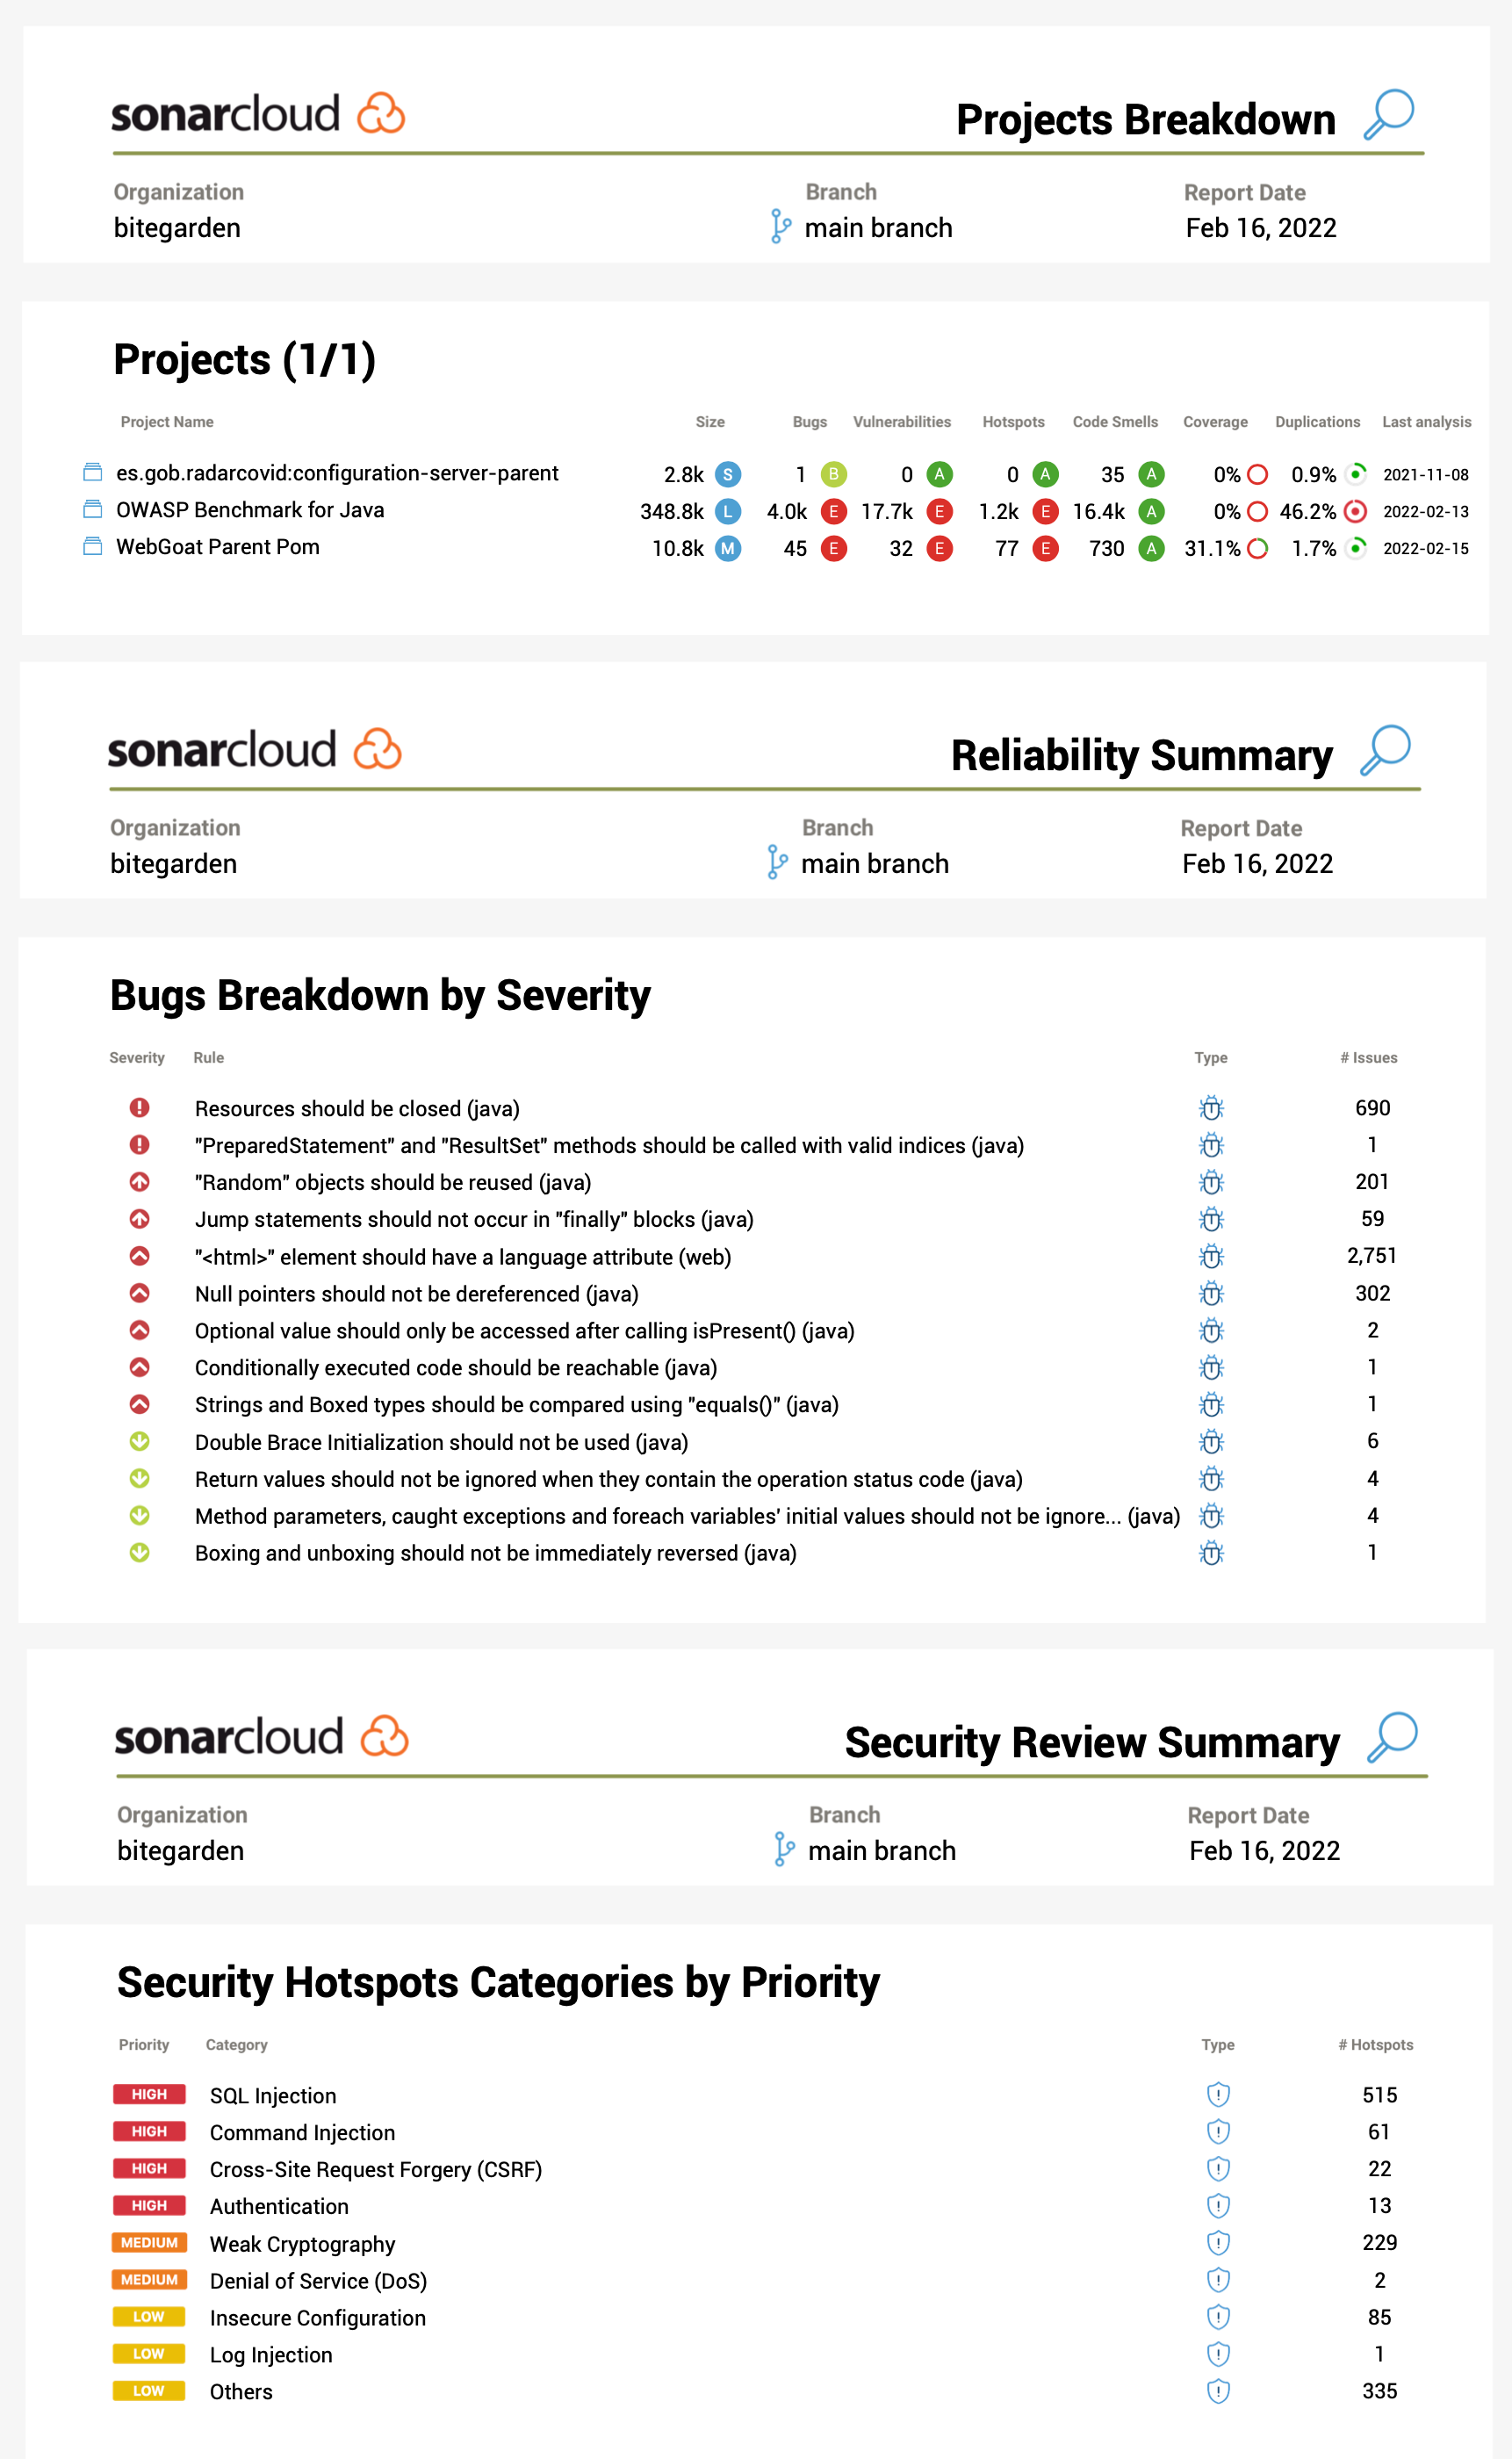 sonarcloud Projects Breakdown
Organization Branch Report Date
bitegarden main branch Feb 16, 2022
Projects (1/1)
Project Name Size Bugs Vulnerabilities Hotspots Code Smells Coverage Duplications Last analysis
es.gob.radarcovid:configuration-server-parent 2.8k S 1 B 0 A 0 A 35 A 0% 0.9% 2021-11-08
OWASP Benchmark for Java 348.8k L 4.0k E 17.7k E 1.2k E 16.4k A 0% 46.2% 2022-02-13
WebGoat Parent Pom 10.8k M 45 E 32 E 77 E 730 A 31.1% 1.7% 2022-02-15
sonarcloud Reliability Summary
Organization Branch Report Date
bitegarden main branch Feb 16, 2022
Bugs Breakdown by Severity
Severity Rule Type # Issues
Resources should be closed (java) 690
"PreparedStatement" and "ResultSet" methods should be called with valid indices (java) 1
"Random" objects should be reused (java) 201
Jump statements should not occur in "finally" blocks (java) 59
"<html>" element should have a language attribute (web) 2,751
Null pointers should not be dereferenced (java) 302
Optional value should only be accessed after calling isPresent() (java) 2
Conditionally executed code should be reachable (java) 1
Strings and Boxed types should be compared using "equals()" (java) 1
Double Brace Initialization should not be used (java) 6
Return values should not be ignored when they contain the operation status code (java) 4
Method parameters, caught exceptions and foreach variables' initial values should not be ignore... (java) 4
Boxing and unboxing should not be immediately reversed (java) 1
sonarcloud Security Review Summary
Organization Branch Report Date
bitegarden main branch Feb 16, 2022
Security Hotspots Categories by Priority
Priority Category Type # Hotspots
HIGH SQL Injection 515
HIGH Command Injection 61
HIGH Cross-Site Request Forgery (CSRF) 22
HIGH Authentication 13
MEDIUM Weak Cryptography 229
MEDIUM Denial of Service (DoS) 2
LOW Insecure Configuration 85
LOW Log Injection 1
LOW Others 335